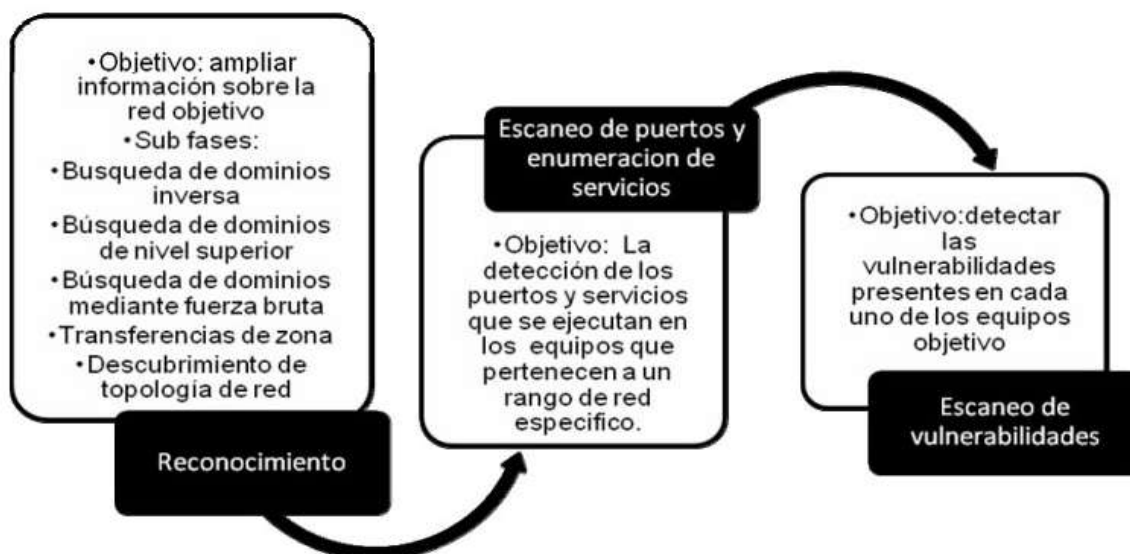 •Objetivo: ampliar
información sobre la
red objetivo
•Sub fases:
•Busqueda de dominios
inversa
•Búsqueda de dominios
de nivel superior
•Búsqueda de dominios
mediante fuerza bruta
•Transferencias de zona
•Descubrimiento de
topología de red
Reconocimiento
Escaneo de puertos y
enumeracion de
servicios
•Objetivo: La
detección de los
puertos y servicios
que se ejecutan en
los equipos que
pertenecen a un
rango de red
especifico.
•Objetivo:detectar
las
vulnerabilidades
presentes en cada
uno de los equipos
objetivo
Escaneo de
vulnerabilidades